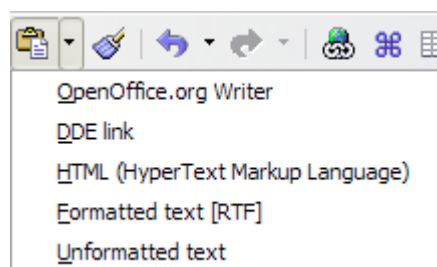 OpenOffice.org Writer
DDE link
HTML (HyperText Markup Language)
Formatted text [RTF]
Unformatted text